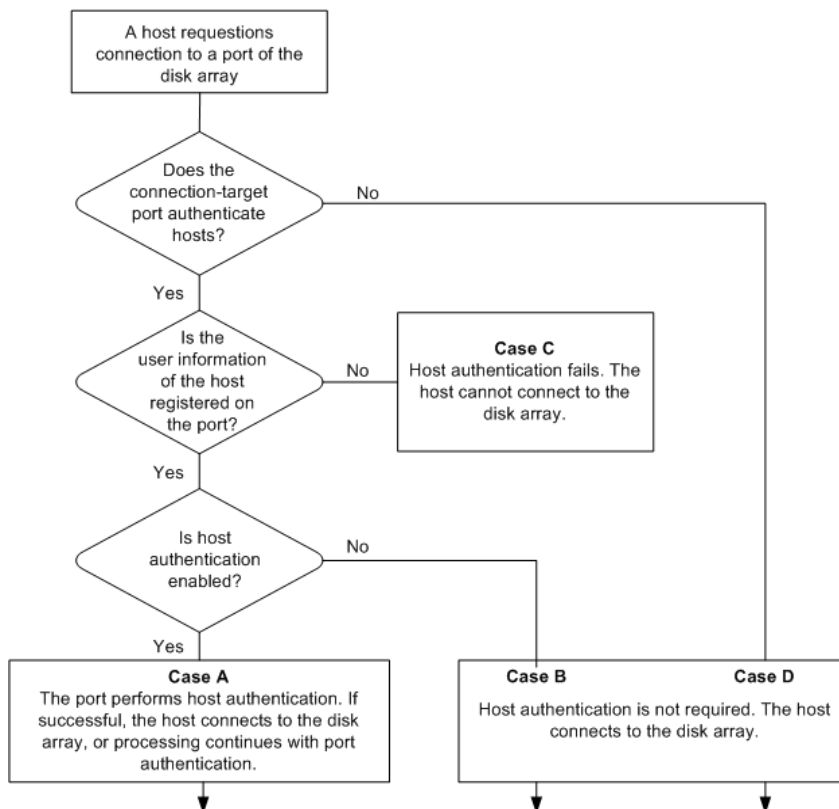 A host requestions
connection to a port of the
disk array
Does the
connection-target
port authenticate
hosts?
No
Yes
Is the
user information
of the host
registered on
the port?
No
Case C
Host authentication fails. The
host cannot connect to the
disk array.
Yes
Is host
authentication
enabled?
No
Yes
Case A
The port performs host authentication. If
successful, the host connects to the disk
array, or processing continues with port
authentication.
Case B
Case D
Host authentication is not required. The host
connects to the disk array.